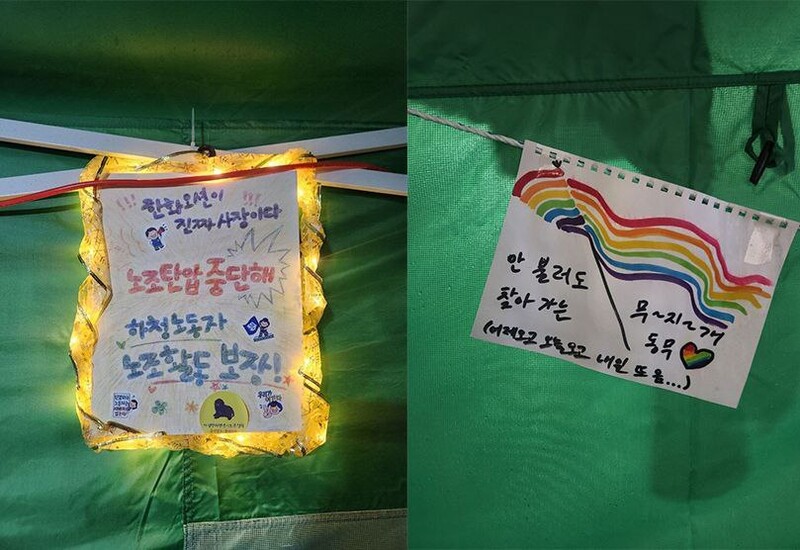 !!! 한화오션이 !!!
진짜 사장이다
노조탄압 중단해
하청노동자
노조활동 보장!
안 불러도
찾아 가는
무~지~개
동무
(어제오고 오늘오고 내일 또 옴...)